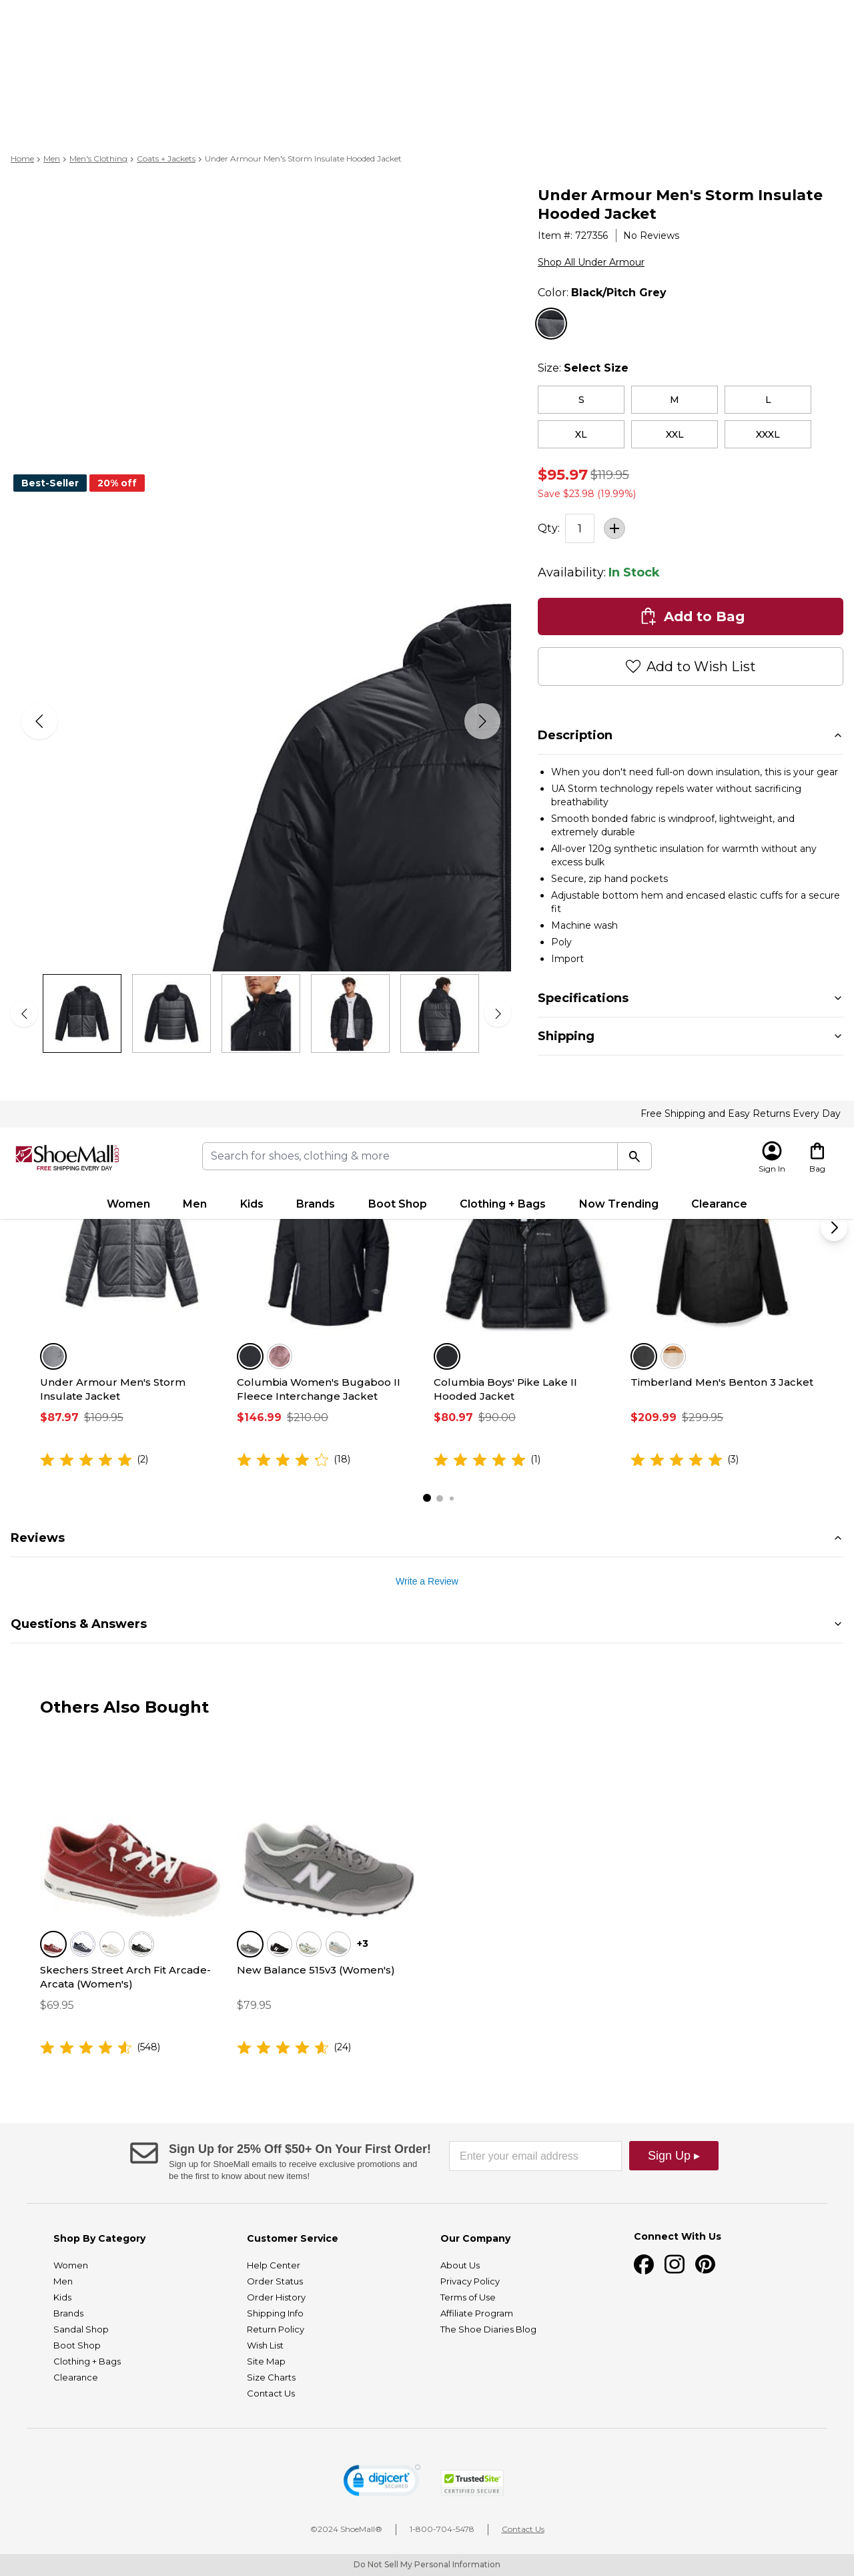 Home > Men > Men's Clothing > Coats + Jackets > Under Armour Men's Storm Insulate Hooded Jacket
Under Armour Men's Storm Insulate
Hooded Jacket
Item #: 727356 | No Reviews
Shop All Under Armour
Color: Black/Pitch Grey
Size: Select Size
S M L
XL XXL XXXL
Best-Seller 20% off
$95.97 $119.95
Save $23.98 (19.99%)
Qty: 1
Availability: In Stock
Add to Bag
Add to Wish List
Description
• When you don't need full-on down insulation, this is your gear
• UA Storm technology repels water without sacrificing
breathability
• Smooth bonded fabric is windproof, lightweight, and
extremely durable
• All-over 120g synthetic insulation for warmth without any
excess bulk
• Secure, zip hand pockets
• Adjustable bottom hem and encased elastic cuffs for a secure
fit
• Machine wash
• Poly
• Import
Specifications
Shipping
Free Shipping and Easy Returns Every Day
ShoeMall.com
FREE SHIPPING EVERY DAY
Search for shoes, clothing & more
Sign In Bag
Women Men Kids Brands Boot Shop Clothing + Bags Now Trending Clearance
Under Armour Men's Storm
Insulate Jacket
$87.97 $109.95
(2)
Columbia Women's Bugaboo II
Fleece Interchange Jacket
$146.99 $210.00
(18)
Columbia Boys' Pike Lake II
Hooded Jacket
$80.97 $90.00
(1)
Timberland Men's Benton 3 Jacket
$209.99 $299.95
(3)
Reviews
Write a Review
Questions & Answers
Others Also Bought
Skechers Street Arch Fit Arcade-
Arcata (Women's)
$69.95
(548)
+3
New Balance 515v3 (Women's)
$79.95
(24)
Sign Up for 25% Off $50+ On Your First Order!
Sign up for ShoeMall emails to receive exclusive promotions and
be the first to know about new items!
Enter your email address
Sign Up ▸
Shop By Category
Women
Men
Kids
Brands
Sandal Shop
Boot Shop
Clothing + Bags
Clearance
Customer Service
Help Center
Order Status
Order History
Shipping Info
Return Policy
Wish List
Site Map
Size Charts
Contact Us
Our Company
About Us
Privacy Policy
Terms of Use
Affiliate Program
The Shoe Diaries Blog
Connect With Us
digicert
SECURED
TrustedSite
CERTIFIED SECURE
©2024 ShoeMall® | 1-800-704-5478 | Contact Us
Do Not Sell My Personal Information